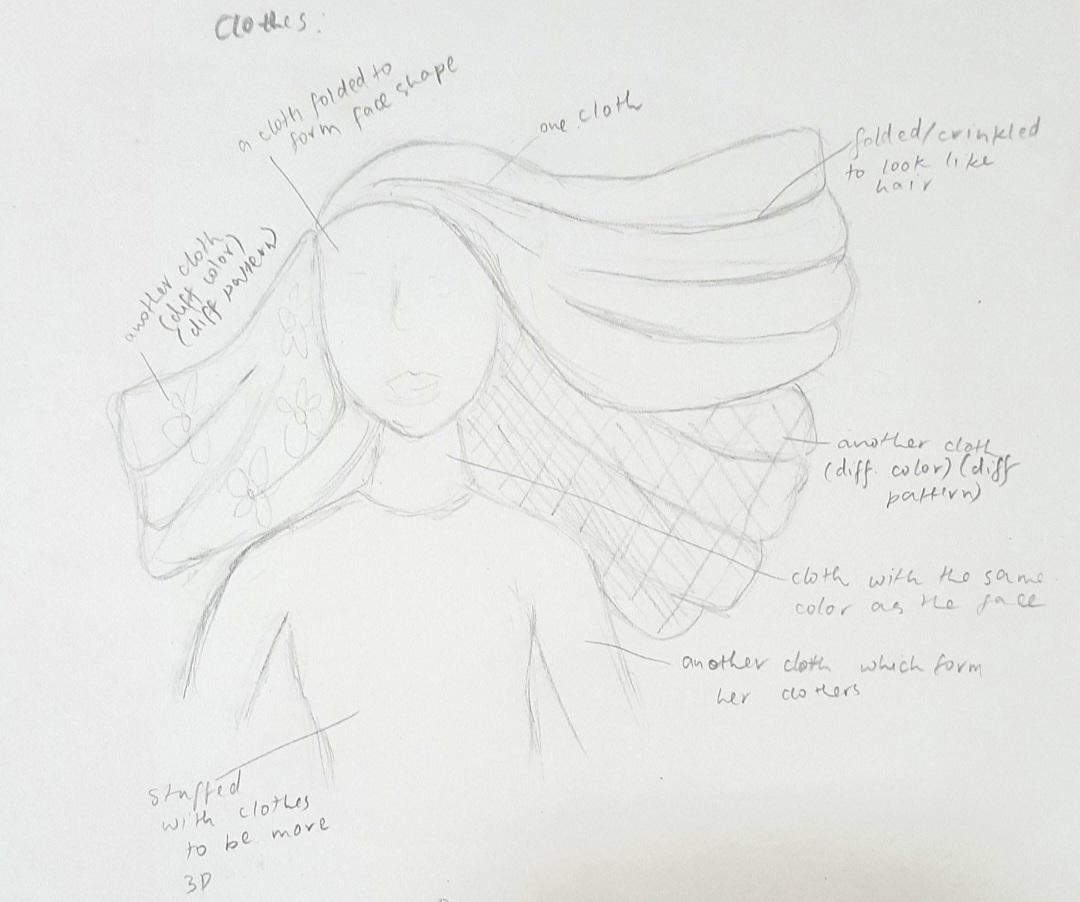 Clothes:
a cloth folded to
form face shape
one cloth
folded/crinkled
to look like
hair
another cloth
(diff color)
(diff pattern)
another cloth
(diff. color) (diff
pattern)
cloth with the same
color as the face
another cloth which form
her clothers
stuffed
with clothes
to be more
3D